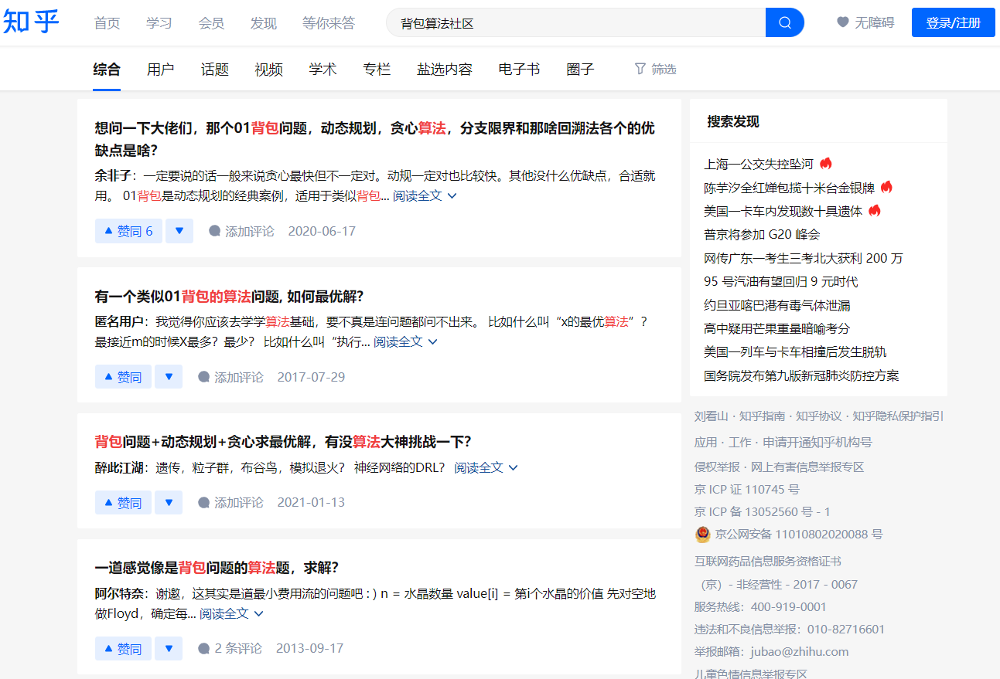 知乎 首页 学习 会员 发现 等你来答 背包算法社区 无障碍 登录/注册
综合 用户 话题 视频 学术 专栏 盐选内容 电子书 圈子 筛选
想问一下大佬们，那个01背包问题，动态规划，贪心算法，分支限界和那啥回溯法各个的优
缺点是啥？
余非子：一定要说的话一般来说贪心最快但不一定对。动规一定对也比较快。其他没什么优缺点，合适就
用。 01背包是动态规划的经典案例，适用于类似背包... 阅读全文
赞同 6 添加评论 2020-06-17
有一个类似01背包的算法问题, 如何最优解？
匿名用户：我觉得你应该去学学算法基础，要不真是连问题都问不出来。 比如什么叫“x的最优算法”？
最接近m的时候X最多？最少？ 比如什么叫“执行... 阅读全文
赞同 添加评论 2017-07-29
背包问题+动态规划+贪心求最优解，有没算法大神挑战一下？
醉此江湖：遗传，粒子群，布谷鸟，模拟退火？ 神经网络的DRL？ 阅读全文
赞同 添加评论 2021-01-13
一道感觉像是背包问题的算法题，求解？
阿尔特奈：谢邀，这其实是道最小费用流的问题吧 : ) n = 水晶数量 value[i] = 第i个水晶的价值 先对空地
做Floyd，确定每... 阅读全文
赞同 2 条评论 2013-09-17
搜索发现
上海一公交失控坠河
陈芋汐全红婵包揽十米台金银牌
美国一卡车内发现数十具遗体
普京将参加 G20 峰会
网传广东一考生三考北大获利 200 万
95 号汽油有望回归 9 元时代
约旦亚喀巴港有毒气体泄漏
高中疑用芒果重量暗喻考分
美国一列车与卡车相撞后发生脱轨
国务院发布第九版新冠肺炎防控方案
刘看山 · 知乎指南 · 知乎协议 · 知乎隐私保护指引
应用 · 工作 · 申请开通知乎机构号
侵权举报 · 网上有害信息举报专区
京 ICP 证 110745 号
京 ICP 备 13052560 号 - 1
京公网安备 11010802020088 号
互联网药品信息服务资格证书
（京）- 非经营性 - 2017 - 0067
服务热线：400-919-0001
违法和不良信息举报：010-82716601
举报邮箱：jubao@zhihu.com
儿童色情信息举报专区